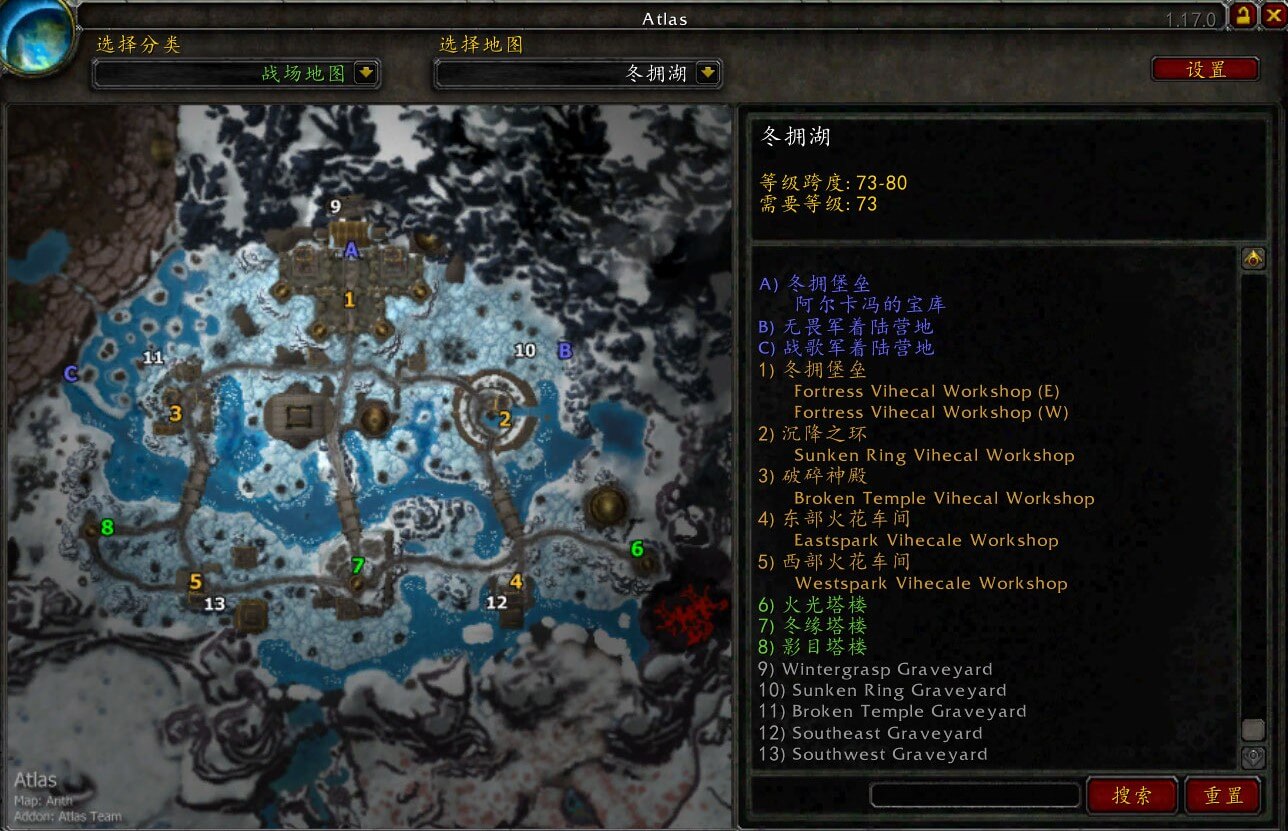 Atlas
1.17.0
选择分类
选择地图
战场地图
冬拥湖
设置
9
A
1
11
10
B
C
3
2
8
7
6
5
13
4
12
Atlas
Map: Arith
Addon: Atlas Team
冬拥湖
等级跨度: 73-80
需要等级: 73
A) 冬拥堡垒
阿尔卡冯的宝库
B) 无畏军着陆营地
C) 战歌军着陆营地
1) 冬拥堡垒
Fortress Vihecal Workshop (E)
Fortress Vihecal Workshop (W)
2) 沉降之环
Sunken Ring Vihecal Workshop
3) 破碎神殿
Broken Temple Vihecal Workshop
4) 东部火花车间
Eastspark Vihecale Workshop
5) 西部火花车间
Westspark Vihecale Workshop
6) 火光塔楼
7) 冬缘塔楼
8) 影目塔楼
9) Wintergrasp Graveyard
10) Sunken Ring Graveyard
11) Broken Temple Graveyard
12) Southeast Graveyard
13) Southwest Graveyard
搜索
重置